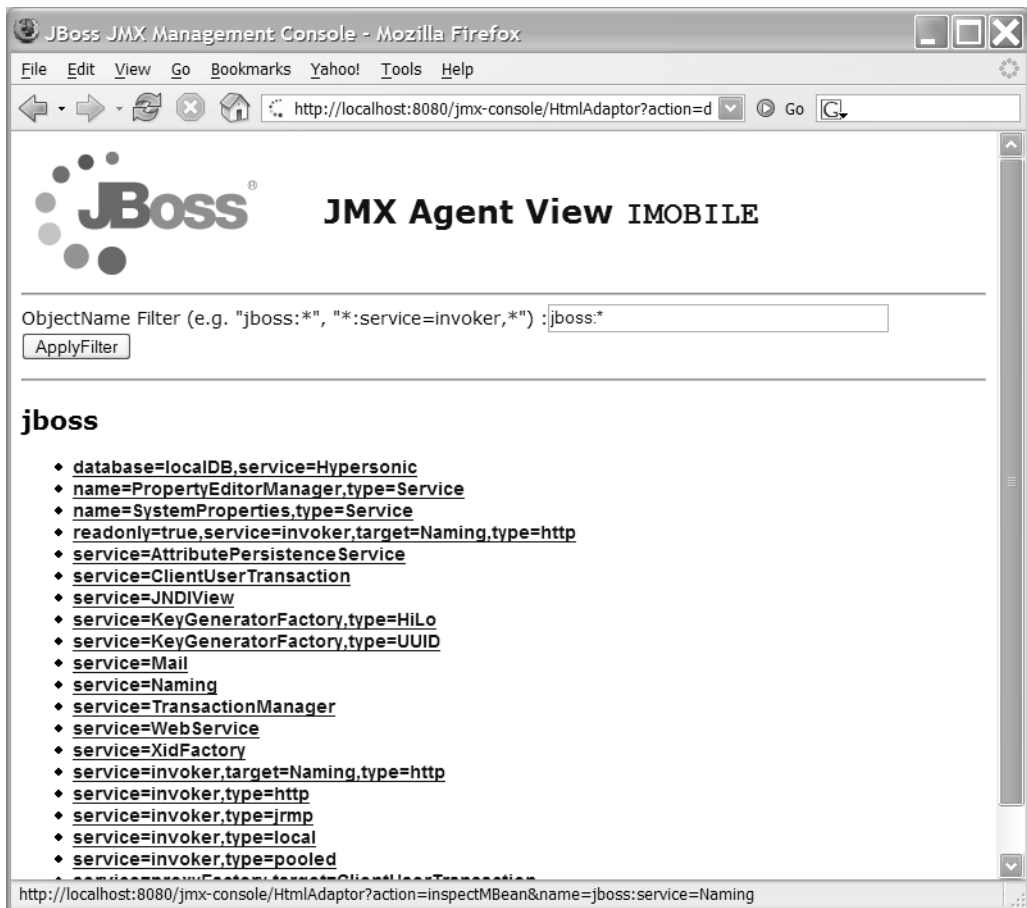 JBoss JMX Management Console - Mozilla Firefox
File Edit View Go Bookmarks Yahoo! Tools Help
http://localhost:8080/jmx-console/HtmlAdaptor?action=d Go G
JBoss® JMX Agent View IMOBILE
ObjectName Filter (e.g. "jboss:*", "*:service=invoker,*") :jboss:*
ApplyFilter
jboss
database=localDB,service=Hypersonic
name=PropertyEditorManager,type=Service
name=SystemProperties,type=Service
readonly=true,service=invoker,target=Naming,type=http
service=AttributePersistenceService
service=ClientUserTransaction
service=JNDIView
service=KeyGeneratorFactory,type=HiLo
service=KeyGeneratorFactory,type=UUID
service=Mail
service=Naming
service=TransactionManager
service=WebService
service=XidFactory
service=invoker,target=Naming,type=http
service=invoker,type=http
service=invoker,type=jrmp
service=invoker,type=local
service=invoker,type=pooled
service=proxyFactory,target=ClientUserTransaction
http://localhost:8080/jmx-console/HtmlAdaptor?action=inspectMBean&name=jboss:service=Naming